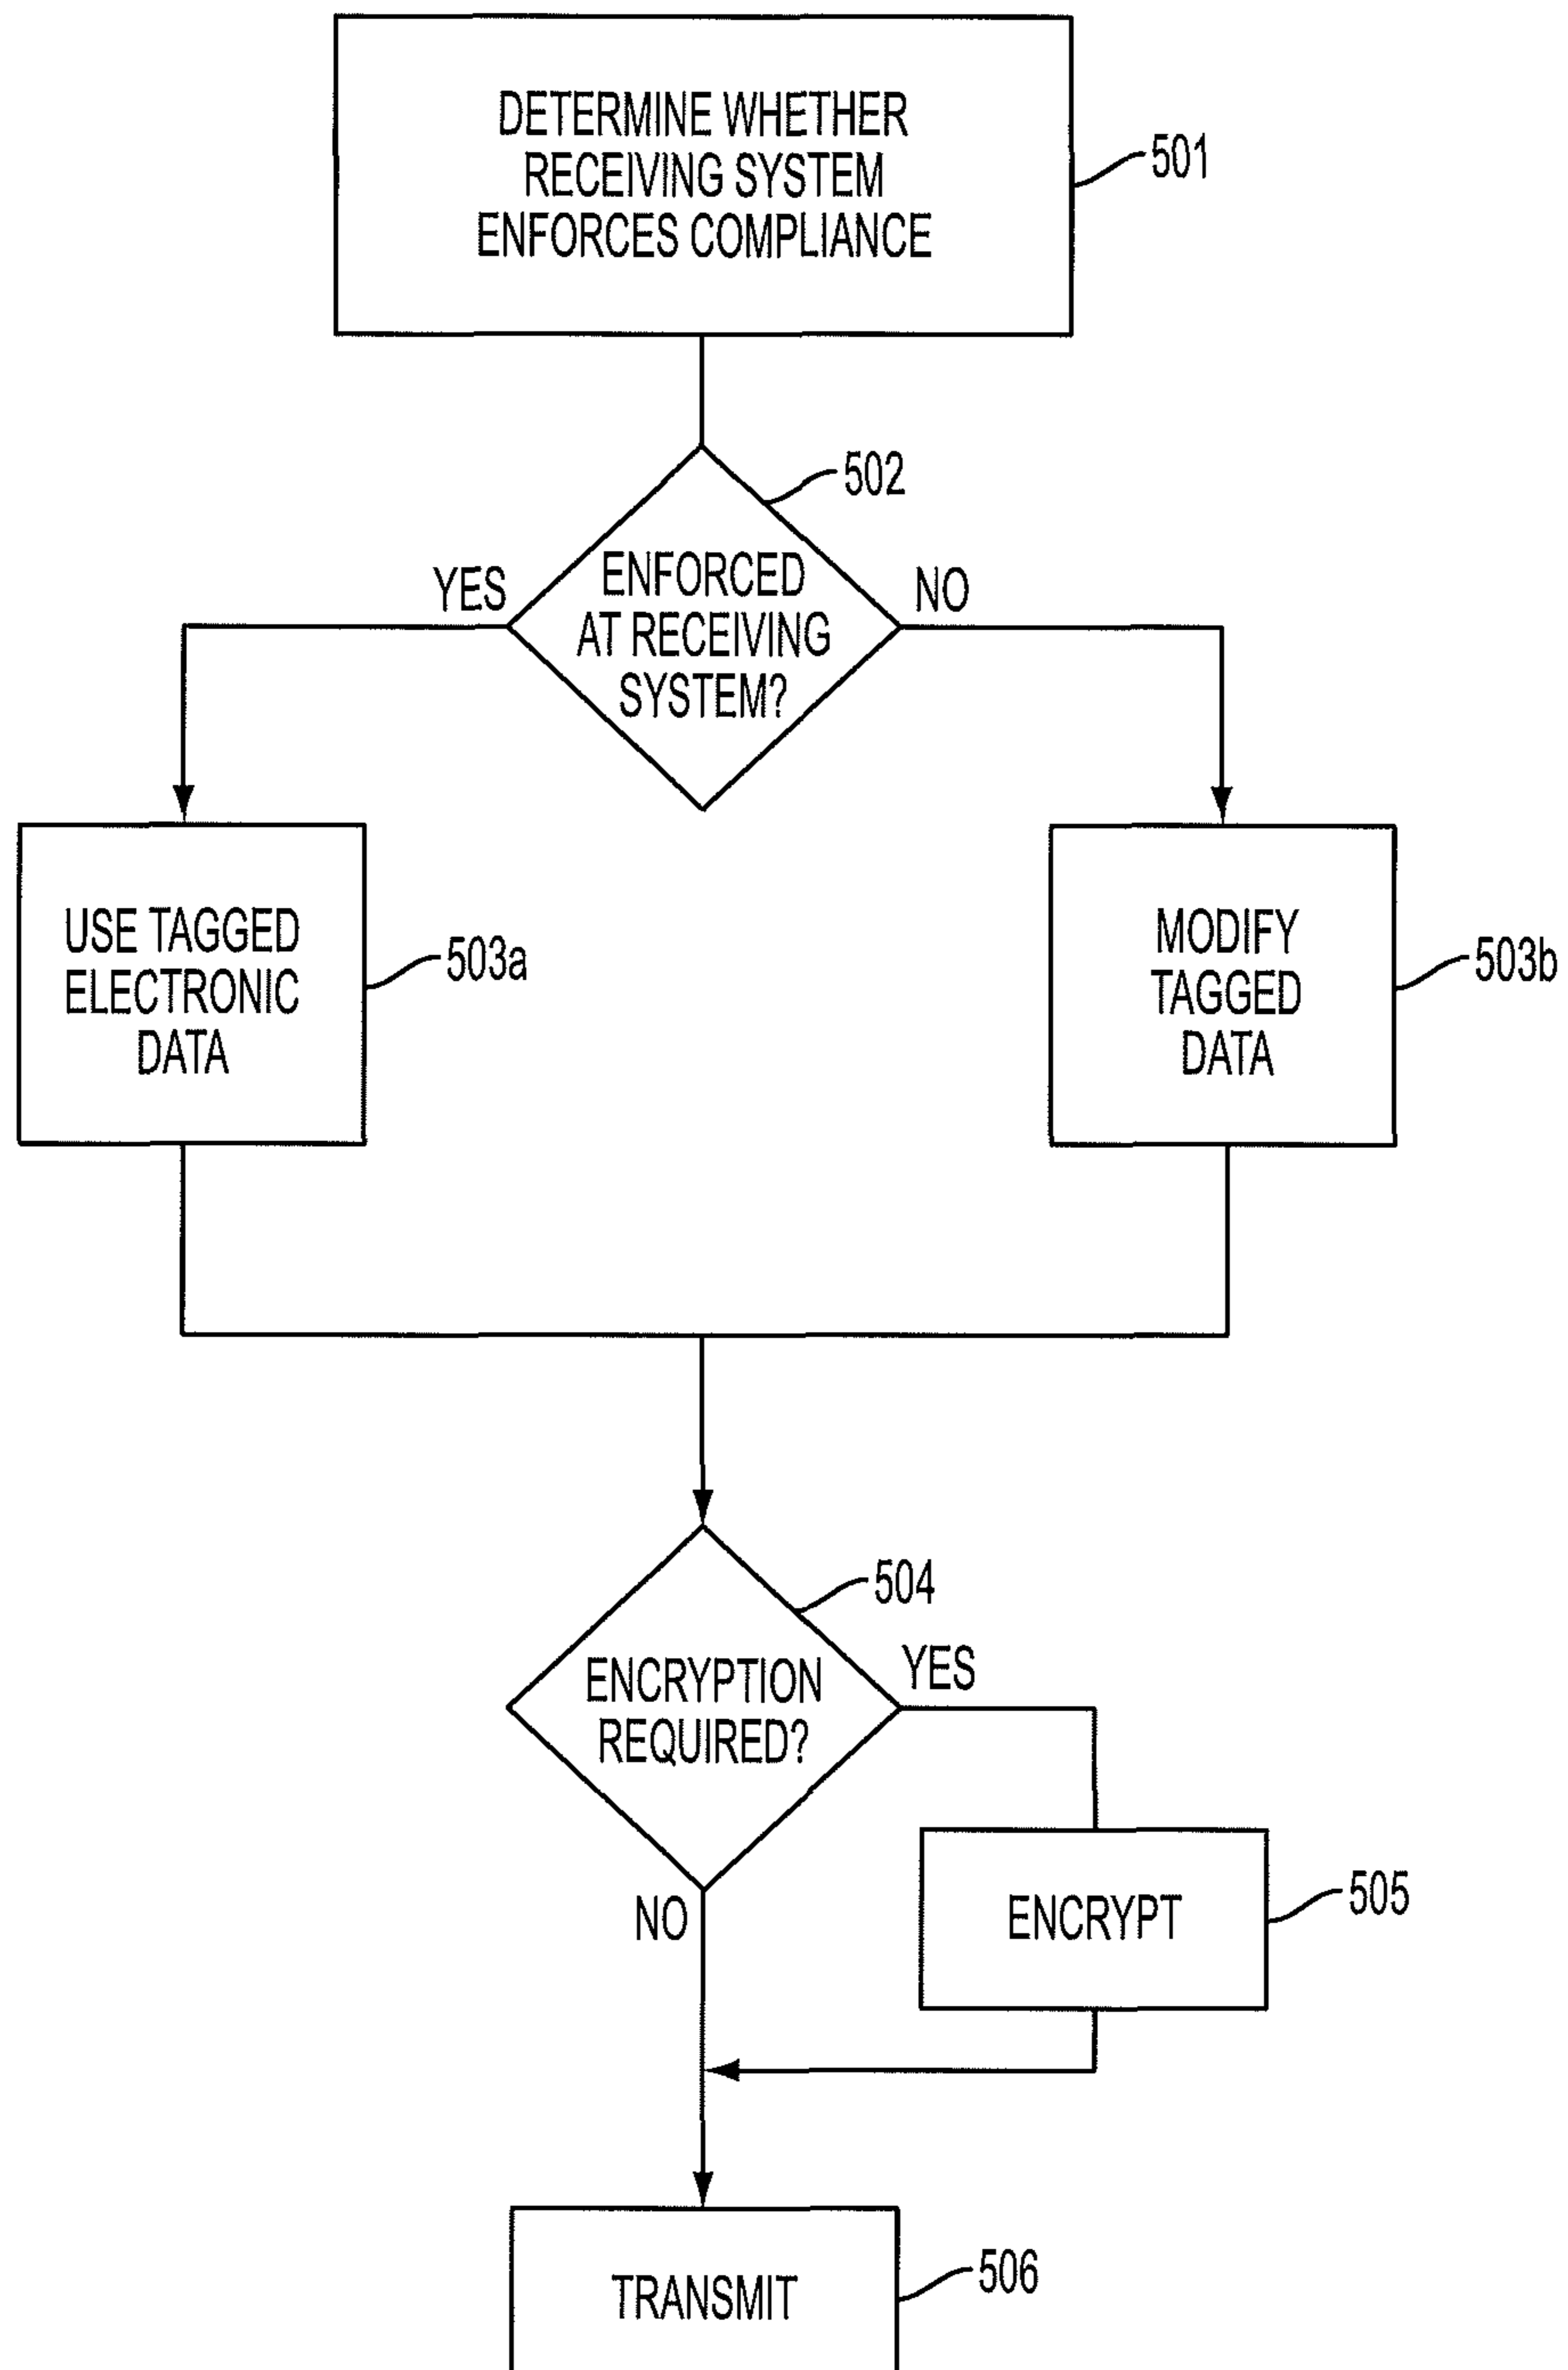 DETERMINE WHETHER
RECEIVING SYSTEM
ENFORCES COMPLIANCE
501
502
YES
ENFORCED
AT RECEIVING
SYSTEM?
NO
USE TAGGED
ELECTRONIC
DATA
503a
MODIFY
TAGGED
DATA
503b
504
ENCRYPTION
REQUIRED?
YES
NO
ENCRYPT
505
TRANSMIT
506